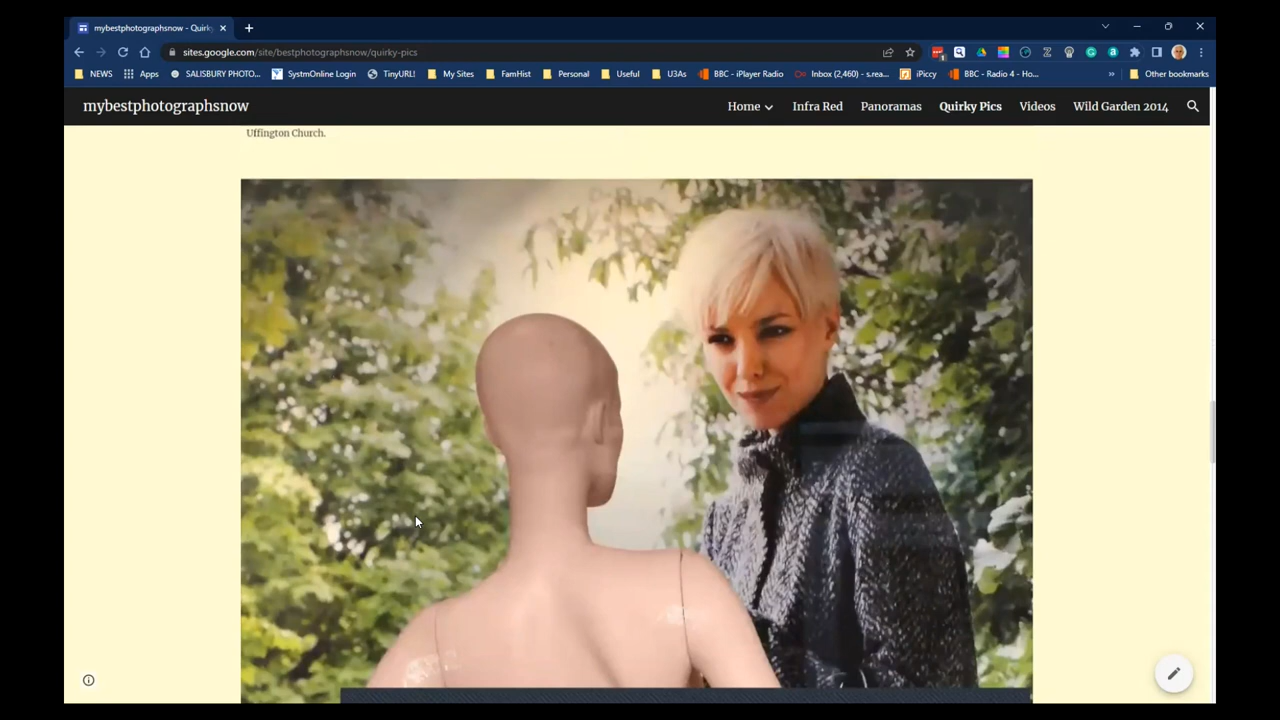 mybestphotographsnow - Quirk
sites.google.com/site/bestphotographsnow/quirky-pics
NEWS Apps SALISBURY PHOTO... SystmOnline Login TinyURL! My Sites FamHist Personal Useful U3As BBC - iPlayer Radio Inbox (2,460) - s.rea... iPiccy BBC - Radio 4 - Ho... » Other bookmarks
mybestphotographsnow Home Infra Red Panoramas Quirky Pics Videos Wild Garden 2014
Uffington Church.